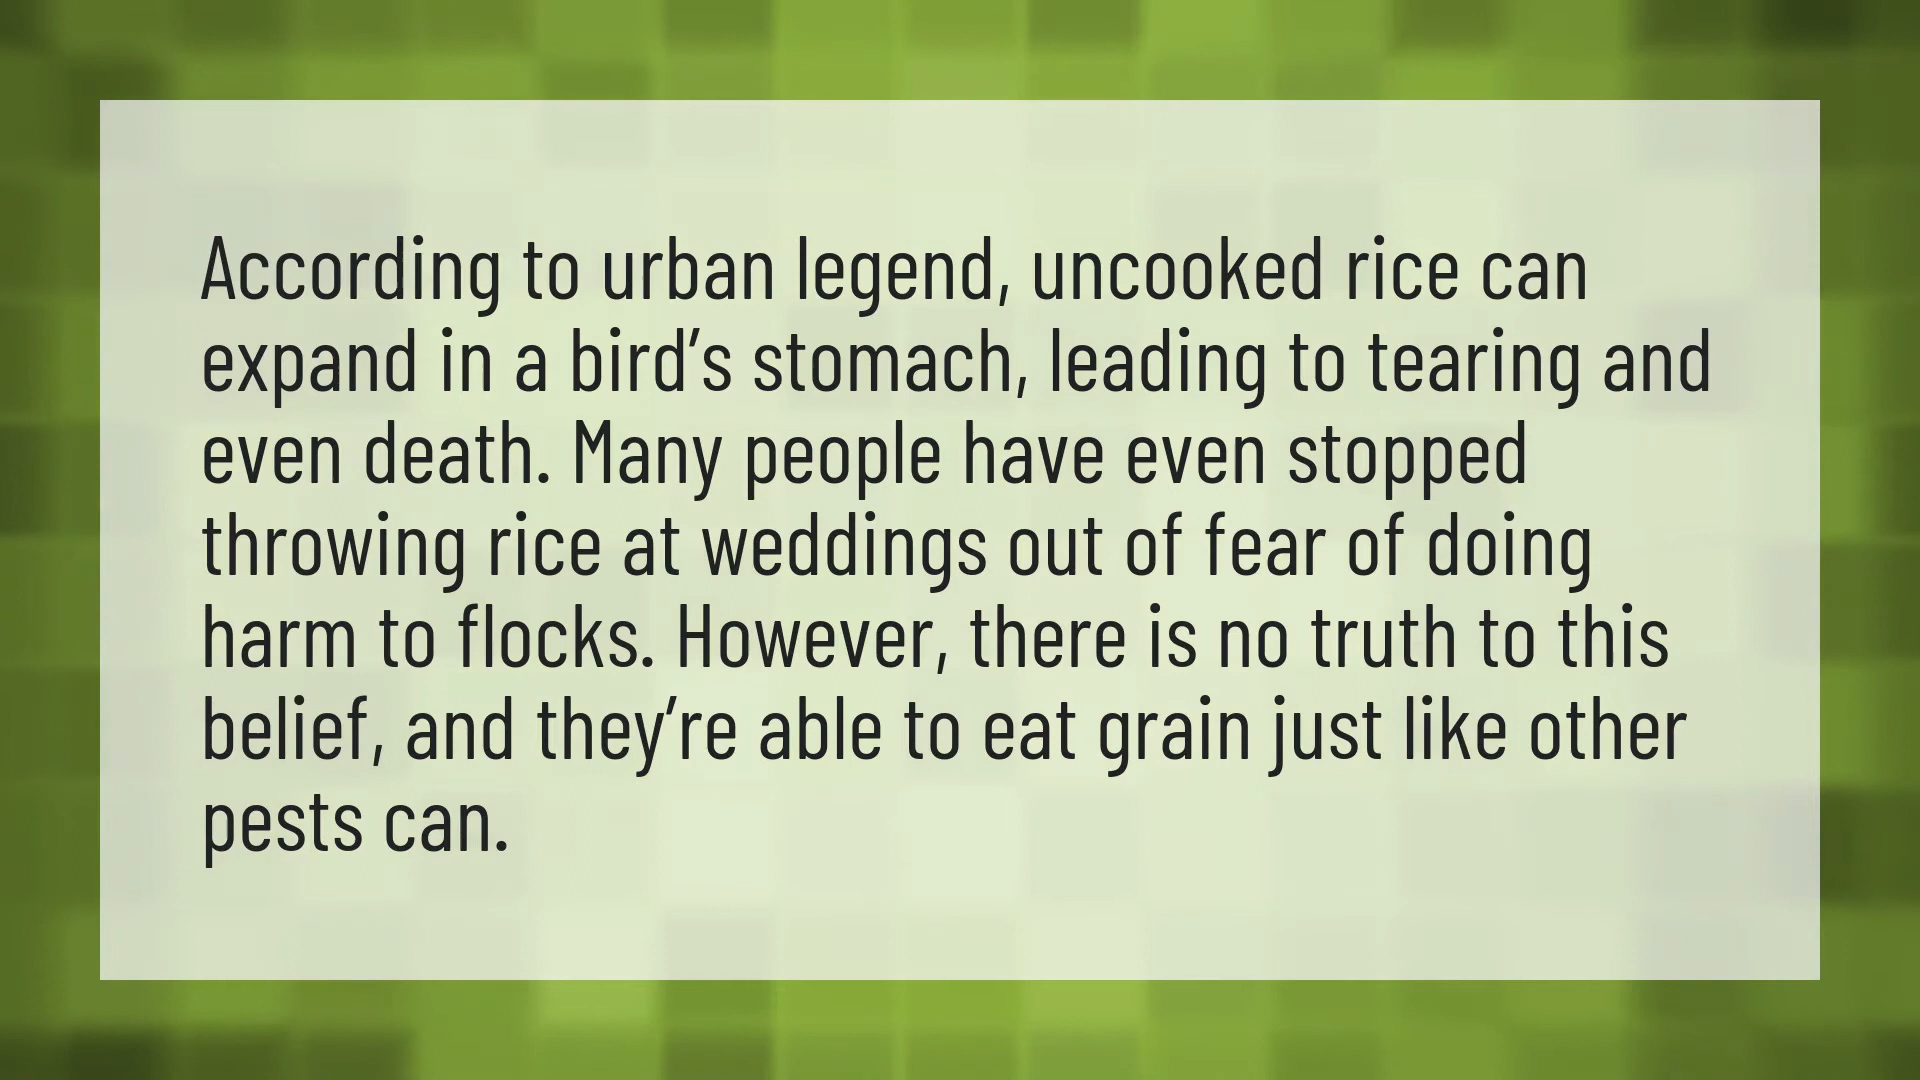 According to urban legend, uncooked rice can
expand in a bird’s stomach, leading to tearing and
even death. Many people have even stopped
throwing rice at weddings out of fear of doing
harm to flocks. However, there is no truth to this
belief, and they’re able to eat grain just like other
pests can.